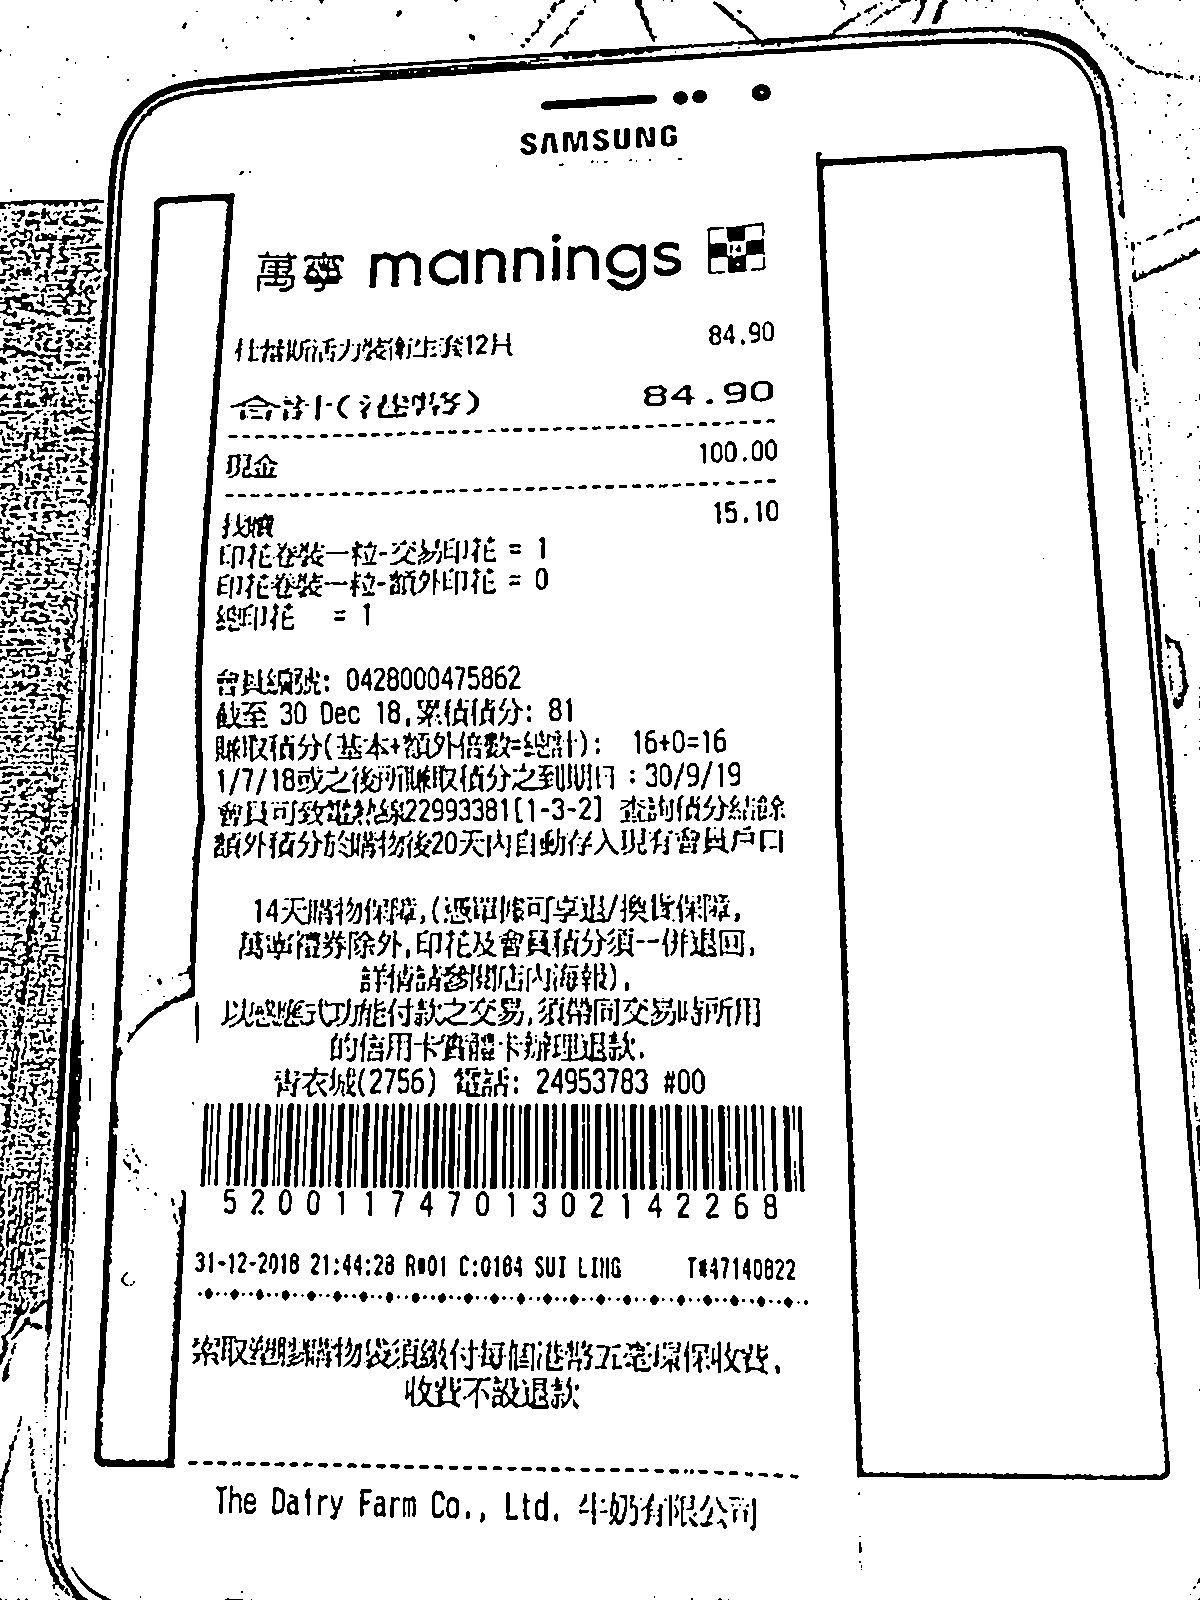 SAMSUNG
萬寧 mannings
杜蕾斯活力裝衛生套12片 84.90
合計(港幣) 84.90
現金 100.00
找贖 15.10
印花卷裝一粒-交易印花 = 1
印花卷裝一粒-額外印花 = 0
總印花 = 1
會員編號: 0428000475862
截至 30 Dec 18,累積積分: 81
賺取積分(基本+額外倍數=總計): 16+0=16
1/7/18或之後所賺取積分之到期日:30/9/19
會員可致電熱線22993381[1-3-2] 查詢積分結餘
額外積分於購物後20天內自動存入現有會員戶口
14天購物保障,(憑單據可享退/換貨保障,
萬寧禮券除外,印花及會員積分須一併退回,
詳情請參閱店內海報).
以感應式功能付款之交易,須帶同交易時所用
的信用卡實體卡辦理退款.
青衣城(2756) 電話: 24953783 #00
52001174701302142268
31-12-2018 21:44:28 R#01 C:0184 SUI LING T#47140822
索取塑膠購物袋須繳付每個港幣五毫環保收費.
收費不設退款
The Dairy Farm Co., Ltd. 牛奶有限公司